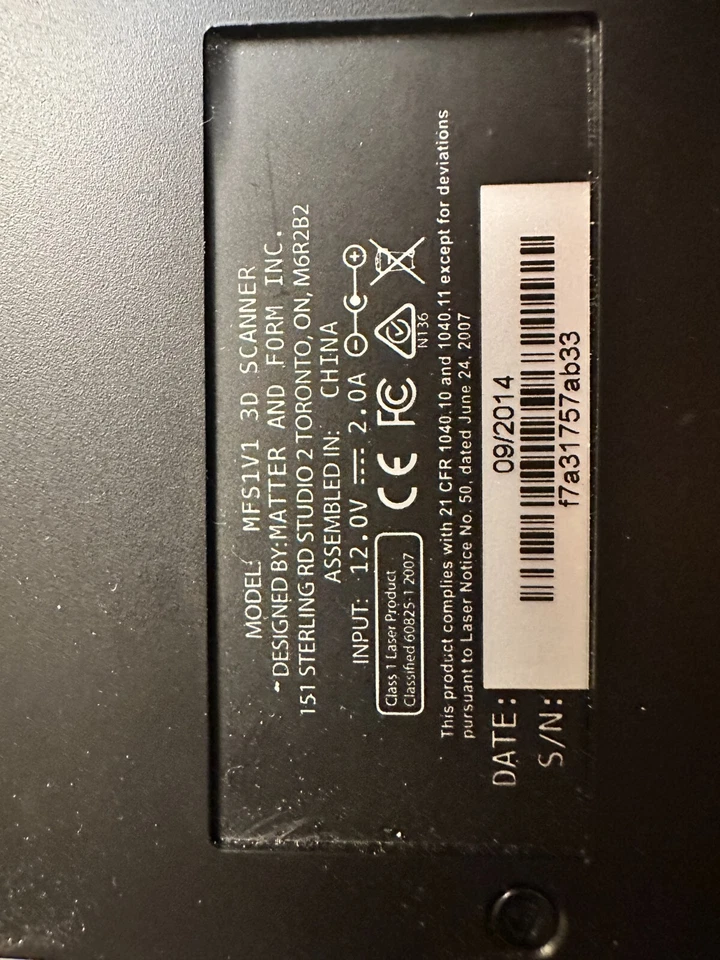 MODEL: MFS1V1 3D SCANNER
DESIGNED BY:MATTER AND FORM INC.
151 STERLING RD STUDIO 2 TORONTO, ON, M6R2B2
ASSEMBLED IN: CHINA
INPUT: 12.0V ⎓ 2.0A
Class 1 Laser Product
Classified 60825-1 2007
CE FC
N136
This product complies with 21 CFR 1040.10 and 1040.11 except for deviations
pursuant to Laser Notice No. 50, dated June 24, 2007
DATE: 09/2014
S/N: f7a31757ab33